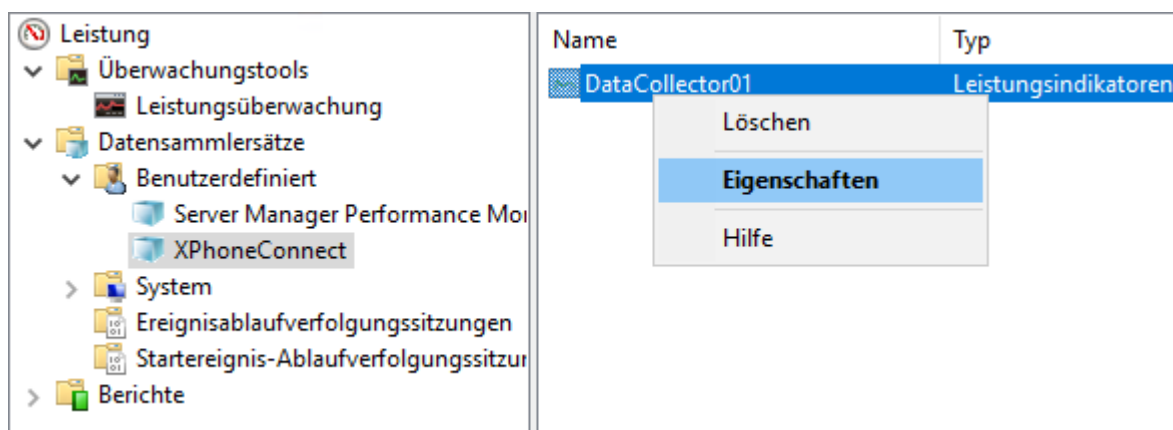 Leistung
Überwachungstools
Leistungsüberwachung
Datensammlersätze
Benutzerdefiniert
Server Manager Performance Mo
XPhoneConnect
System
Ereignisablaufverfolgungssitzungen
Startereignis-Ablaufverfolgungssitzu
Berichte
Name Typ
DataCollector01 Leistungsindikatoren
Löschen
Eigenschaften
Hilfe